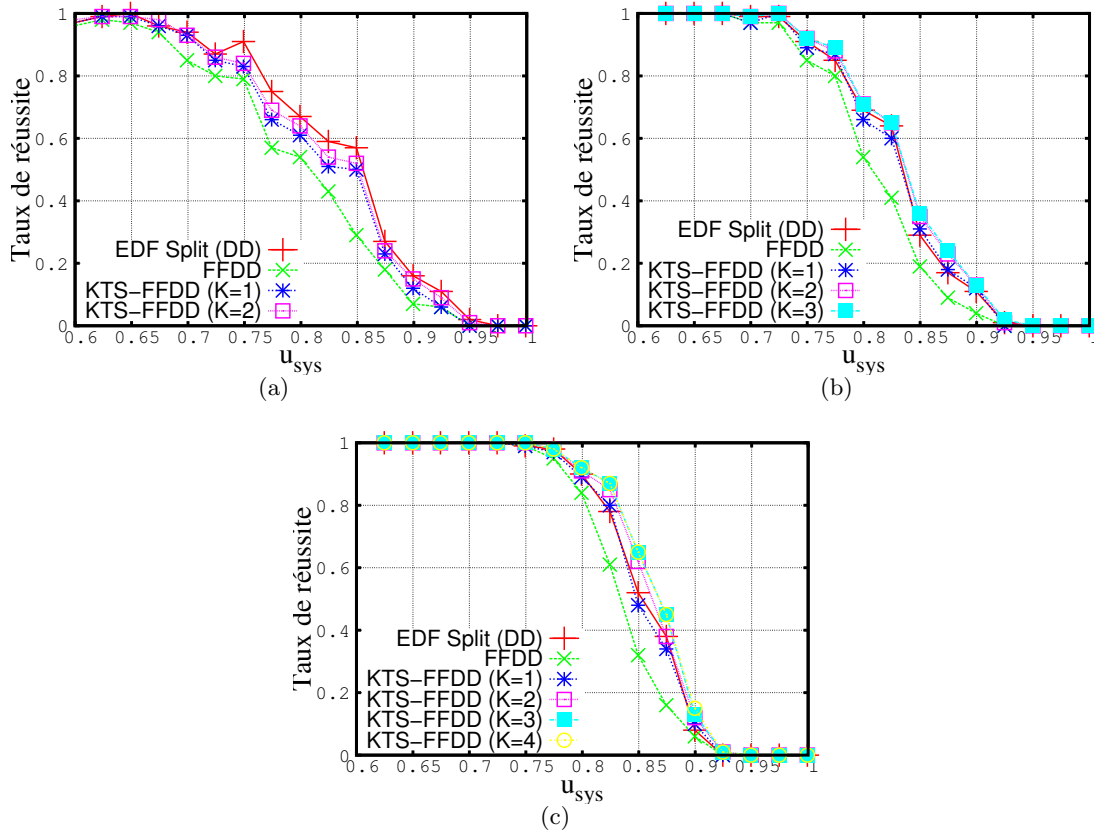 Taux de réussite
1
0.8
0.6
0.4
0.2
0
EDF Split (DD)
FFDD
KTS-FFDD (K=1)
KTS-FFDD (K=2)
0.6 0.65 0.7 0.75 0.8 0.85 0.9 0.95 1
u_sys
(a)
Taux de réussite
1
0.8
0.6
0.4
0.2
0
EDF Split (DD)
FFDD
KTS-FFDD (K=1)
KTS-FFDD (K=2)
KTS-FFDD (K=3)
0.6 0.65 0.7 0.75 0.8 0.85 0.9 0.95 1
u_sys
(b)
Taux de réussite
1
0.8
0.6
0.4
0.2
0
EDF Split (DD)
FFDD
KTS-FFDD (K=1)
KTS-FFDD (K=2)
KTS-FFDD (K=3)
KTS-FFDD (K=4)
0.6 0.65 0.7 0.75 0.8 0.85 0.9 0.95 1
u_sys
(c)